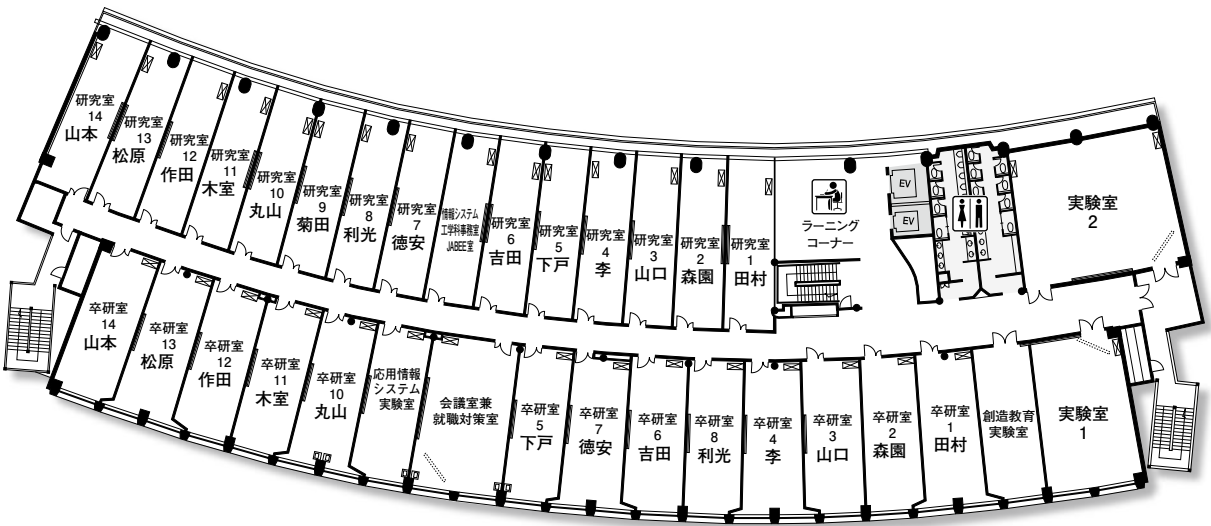 研究室
14
山本
研究室
13
松原
研究室
12
作田
研究室
11
木室
研究室
10
丸山
研究室
9
菊田
研究室
8
利光
研究室
7
徳安
情報システム
工学科事務室
JABEE室
研究室
6
吉田
研究室
5
下戸
研究室
4
李
研究室
3
山口
研究室
2
森園
研究室
1
田村
ラーニング
コーナー
EV
EV
実験室
2
卒研室
14
山本
卒研室
13
松原
卒研室
12
作田
卒研室
11
木室
卒研室
10
丸山
応用情報
システム
実験室
会議室兼
就職対策室
卒研室
5
下戸
卒研室
7
徳安
卒研室
6
吉田
卒研室
8
利光
卒研室
4
李
卒研室
3
山口
卒研室
2
森園
卒研室
1
田村
創造教育
実験室
実験室
1